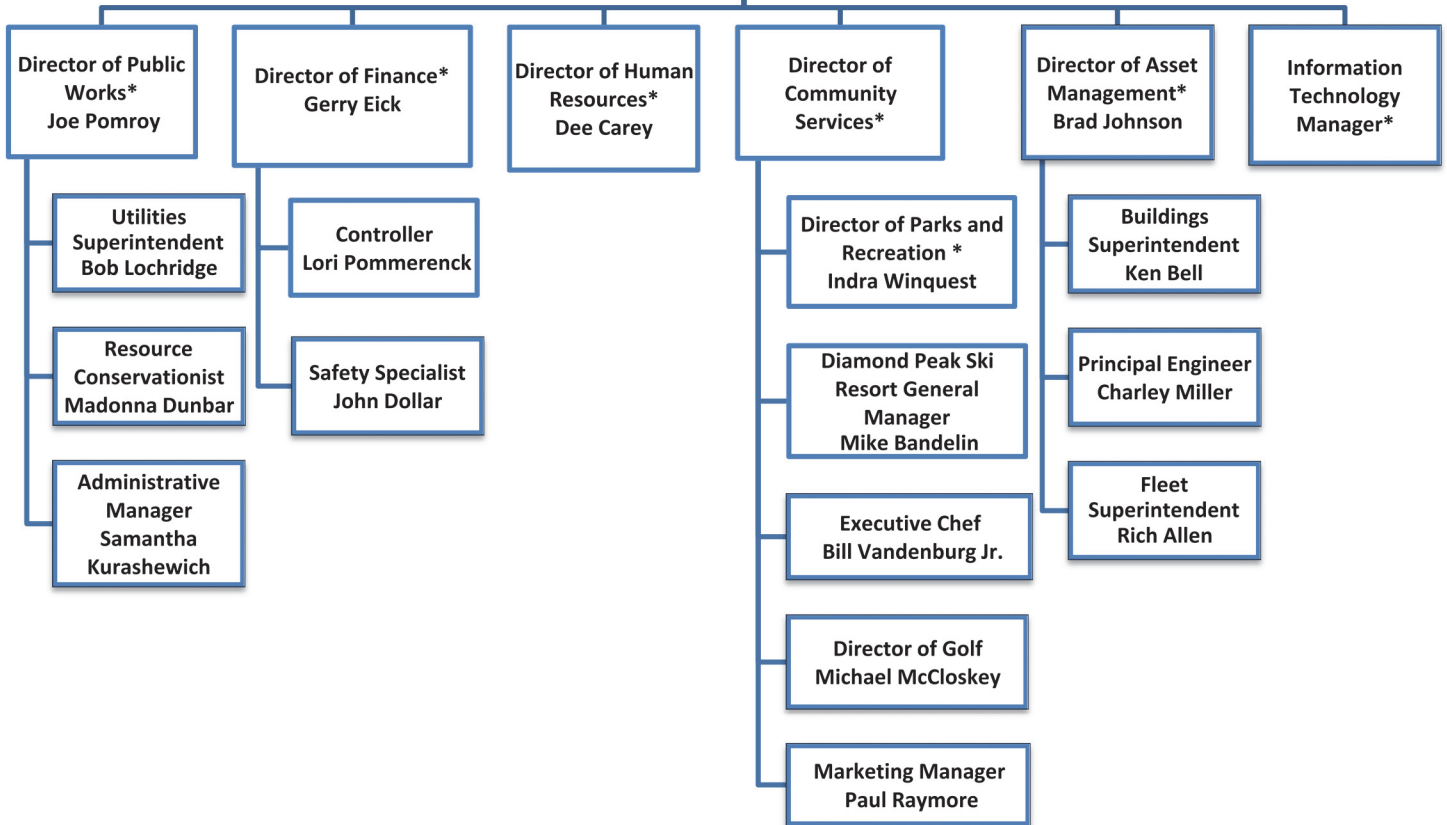 Director of Public
Works*
Joe Pomroy
Director of Finance*
Gerry Eick
Director of Human
Resources*
Dee Carey
Director of
Community
Services*
Director of Asset
Management*
Brad Johnson
Information
Technology
Manager*
Utilities
Superintendent
Bob Lochridge
Resource
Conservationist
Madonna Dunbar
Administrative
Manager
Samantha
Kurashewich
Controller
Lori Pommerenck
Safety Specialist
John Dollar
Director of Parks and
Recreation *
Indra Winquest
Diamond Peak Ski
Resort General
Manager
Mike Bandelin
Executive Chef
Bill Vandenburg Jr.
Director of Golf
Michael McCloskey
Marketing Manager
Paul Raymore
Buildings
Superintendent
Ken Bell
Principal Engineer
Charley Miller
Fleet
Superintendent
Rich Allen